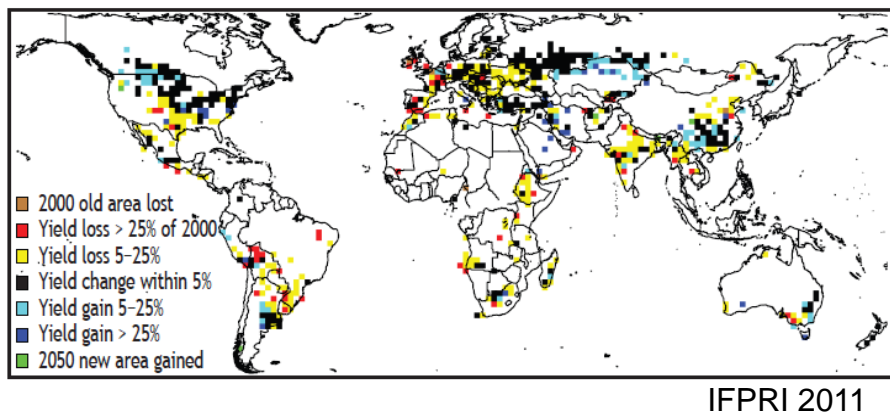 2000 old area lost
Yield loss > 25% of 2000
Yield loss 5-25%
Yield change within 5%
Yield gain 5-25%
Yield gain > 25%
2050 new area gained
IFPRI 2011